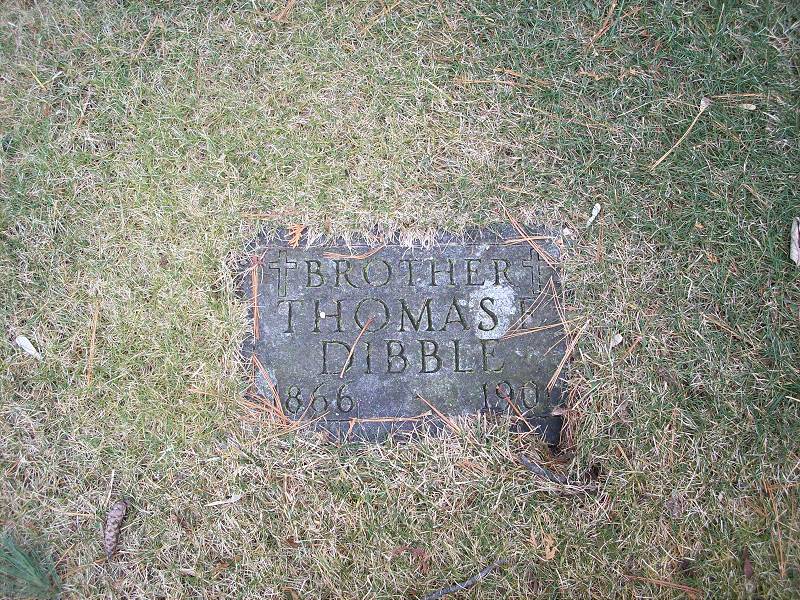 BROTHER
THOMAS F
DIBBLE
866 190